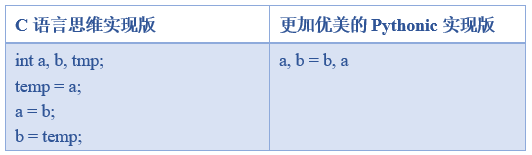 C 语言思维实现版
更加优美的 Pythonic 实现版
int a, b, tmp;
temp = a;
a = b;
b = temp;
a, b = b, a